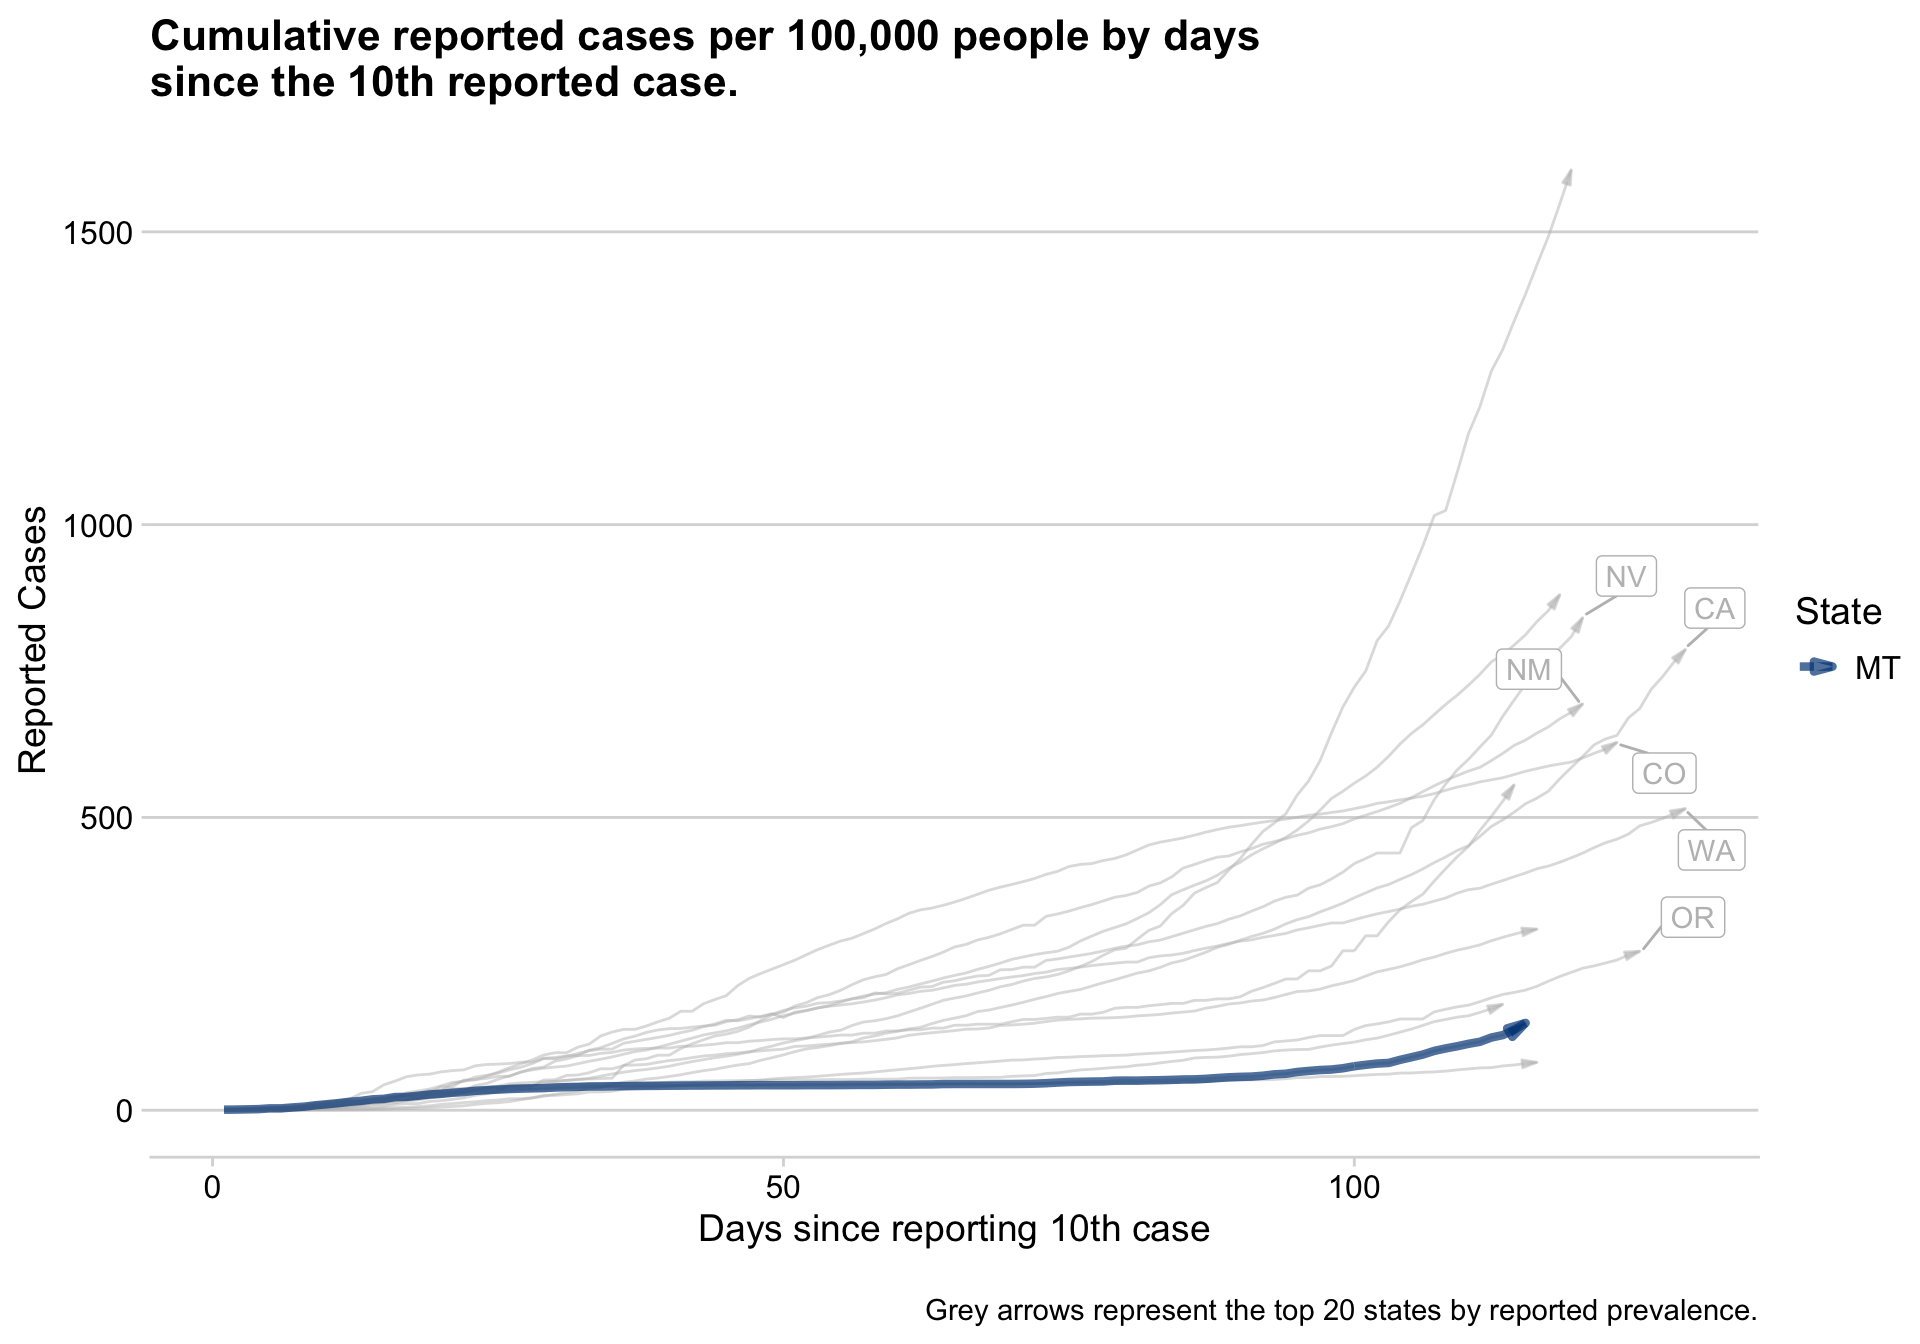 Cumulative reported cases per 100,000 people by days
since the 10th reported case.
1500
1000
500
0
Reported Cases
NV
CA
NM
CO
WA
OR
State
MT
0
50
100
Days since reporting 10th case
Grey arrows represent the top 20 states by reported prevalence.